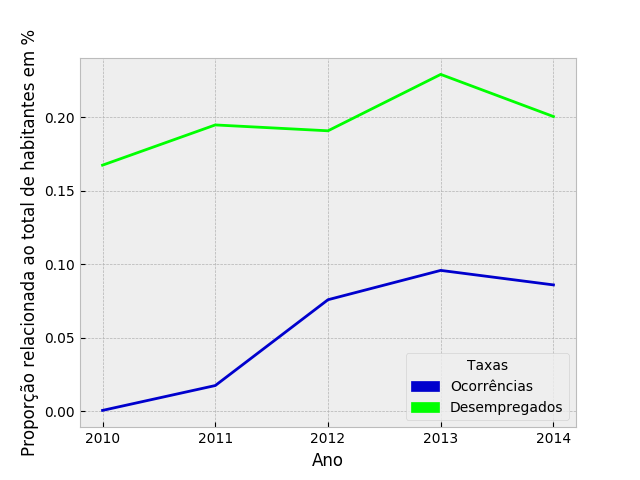 Proporção relacionada ao total de habitantes em %
0.20
0.15
0.10
0.05
0.00
Taxas
Ocorrências
Desempregados
2010 2011 2012 2013 2014
Ano